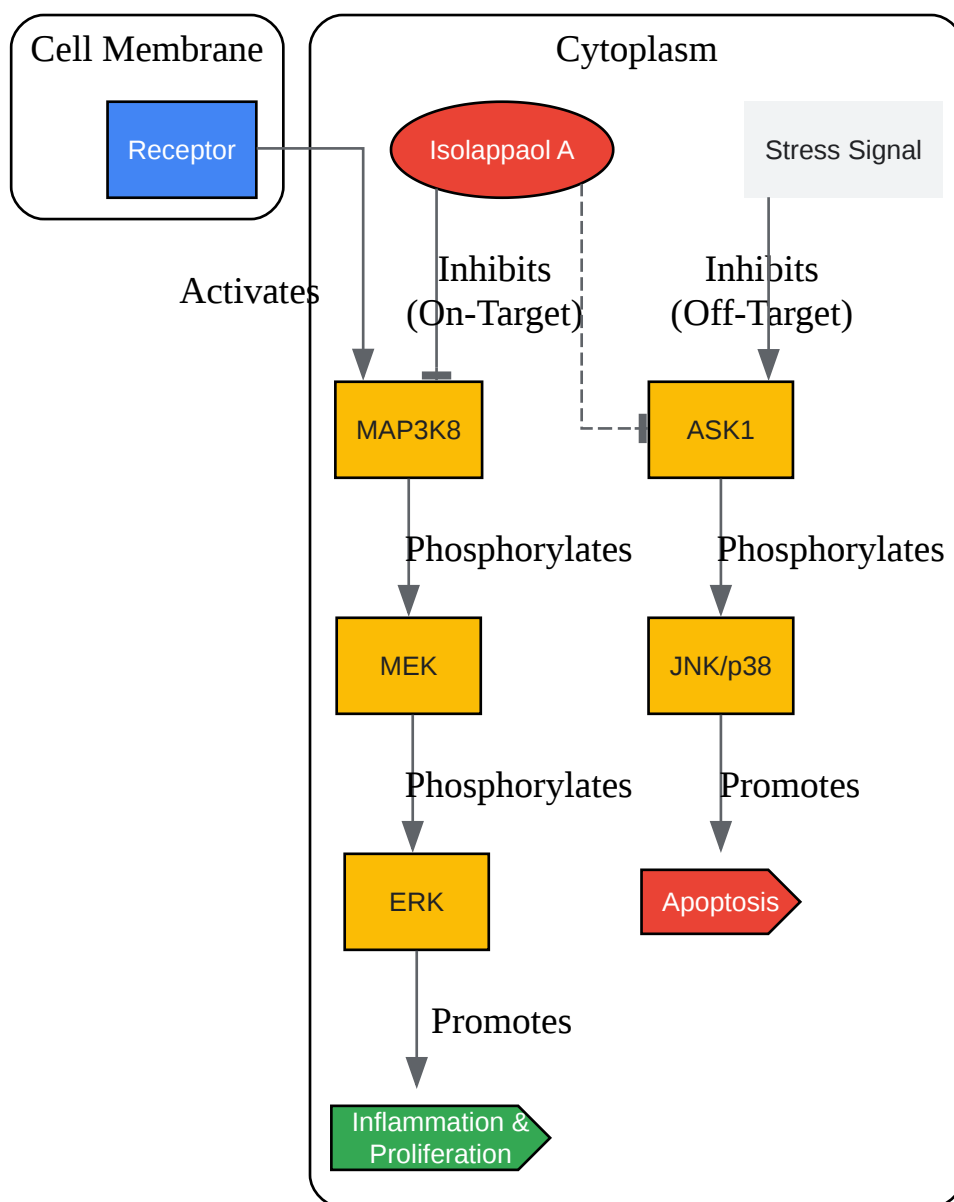 Cell Membrane
Cytoplasm
Receptor
Isolappaol A
Stress Signal
Activates
Inhibits
(On-Target)
Inhibits
(Off-Target)
MAP3K8
ASK1
Phosphorylates
Phosphorylates
MEK
JNK/p38
Phosphorylates
Promotes
ERK
Apoptosis
Promotes
Inflammation &
Proliferation